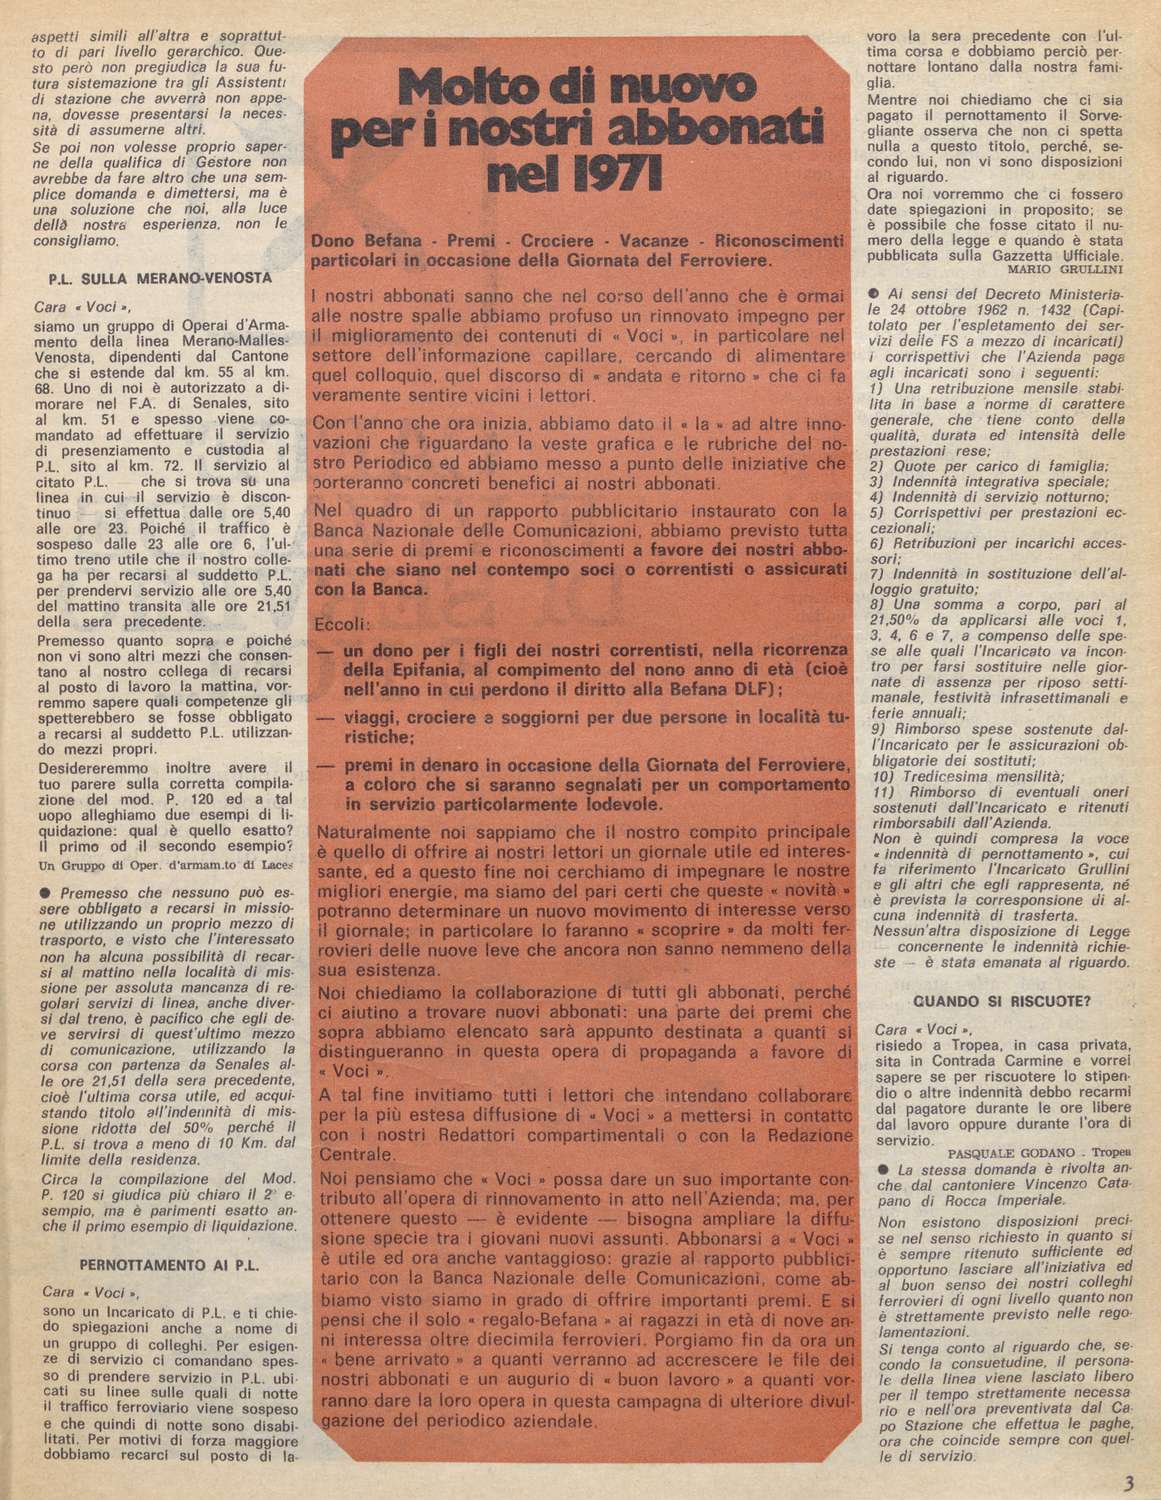 aspetti simili all'altra e soprattut-
to di pari livello gerarchico. Que-
sto però non pregiudica la sua fu-
tura sistemazione tra gli Assistenti
di stazione che avverrà non appe-
na, dovesse presentarsi la neces-
sità di assumerne altri.
Se poi non volesse proprio saper-
ne della qualifica di Gestore non
avrebbe da fare altro che una sem-
plice domanda e dimettersi, ma è
una soluzione che noi, alla luce
della nostra esperienza, non le
consigliamo.
P.L. SULLA MERANO-VENOSTA
Cara « Voci »,
siamo un gruppo di Operai d'Arma-
mento della linea Merano-Malles-
Venosta, dipendenti dal Cantone
che si estende dal km. 55 al km.
68. Uno di noi è autorizzato a di-
morare nel F.A. di Senales, sito
al km. 51 e spesso viene co-
mandato ad effettuare il servizio
di presenziamento e custodia al
P.L. sito al km. 72. Il servizio al
citato P.L. — che si trova su una
linea in cui il servizio è discon-
tinuo — si effettua dalle ore 5,40
alle ore 23. Poiché il traffico è
sospeso dalle 23 alle ore 6, l'ul-
timo treno utile che il nostro colle-
ga ha per recarsi al suddetto P.L.
per prendervi servizio alle ore 5,40
del mattino transita alle ore 21,51
della sera precedente.
Premesso quanto sopra e poiché
non vi sono altri mezzi che consen-
tano al nostro collega di recarsi
al posto di lavoro la mattina, vor-
remmo sapere quali competenze gli
spetterebbero se fosse obbligato
a recarsi al suddetto P.L. utilizzan-
do mezzi propri.
Desidereremmo inoltre avere il
tuo parere sulla corretta compila-
zione del mod. P. 120 ed a tal
uopo alleghiamo due esempi di li-
quidazione: qual è quello esatto?
Il primo od il secondo esempio?
Un Gruppo di Oper. d'armam.to di Laces
● Premesso che nessuno può es-
sere obbligato a recarsi in missio-
ne utilizzando un proprio mezzo di
trasporto, e visto che l'interessato
non ha alcuna possibilità di recar-
si al mattino nella località di mis-
sione per assoluta mancanza di re-
golari servizi di linea, anche diver-
si dal treno, è pacifico che egli de-
ve servirsi di quest'ultimo mezzo
di comunicazione, utilizzando la
corsa con partenza da Senales al-
le ore 21,51 della sera precedente,
cioè l'ultima corsa utile, ed acqui-
stando titolo all'indennità di mis-
sione ridotta del 50% perché il
P.L. si trova a meno di 10 Km. dal
limite della residenza.
Circa la compilazione del Mod.
P. 120 si giudica più chiaro il 2° e-
sempio, ma è parimenti esatto an-
che il primo esempio di liquidazione.
PERNOTTAMENTO AI P.L.
Cara « Voci »,
sono un Incaricato di P.L. e ti chie-
do spiegazioni anche a nome di
un gruppo di colleghi. Per esigen-
ze di servizio ci comandano spes-
so di prendere servizio in P.L. ubi-
cati su linee sulle quali di notte
il traffico ferroviario viene sospeso
e che quindi di notte sono disabi-
litati. Per motivi di forza maggiore
dobbiamo recarci sul posto di la-
Molto di nuovo
per i nostri abbonati
nel 1971
Dono Befana - Premi - Crociere - Vacanze - Riconoscimenti
particolari in occasione della Giornata del Ferroviere.
I nostri abbonati sanno che nel corso dell'anno che è ormai
alle nostre spalle abbiamo profuso un rinnovato impegno per
il miglioramento dei contenuti di « Voci », in particolare nel
settore dell'informazione capillare, cercando di alimentare
quel colloquio, quel discorso di « andata e ritorno » che ci fa
veramente sentire vicini i lettori.
Con l'anno che ora inizia, abbiamo dato il « la » ad altre inno-
vazioni che riguardano la veste grafica e le rubriche del no-
stro Periodico ed abbiamo messo a punto delle iniziative che
porteranno concreti benefici ai nostri abbonati.
Nel quadro di un rapporto pubblicitario instaurato con la
Banca Nazionale delle Comunicazioni, abbiamo previsto tutta
una serie di premi e riconoscimenti a favore dei nostri abbo-
nati che siano nel contempo soci o correntisti o assicurati
con la Banca.
Eccoli:
— un dono per i figli dei nostri correntisti, nella ricorrenza
della Epifania, al compimento del nono anno di età (cioè
nell'anno in cui perdono il diritto alla Befana DLF);
— viaggi, crociere e soggiorni per due persone in località tu-
ristiche;
— premi in denaro in occasione della Giornata del Ferroviere,
a coloro che si saranno segnalati per un comportamento
in servizio particolarmente lodevole.
Naturalmente noi sappiamo che il nostro compito principale
è quello di offrire ai nostri lettori un giornale utile ed interes-
sante, ed a questo fine noi cerchiamo di impegnare le nostre
migliori energie, ma siamo del pari certi che queste « novità »
potranno determinare un nuovo movimento di interesse verso
il giornale; in particolare lo faranno « scoprire » da molti fer-
rovieri delle nuove leve che ancora non sanno nemmeno della
sua esistenza.
Noi chiediamo la collaborazione di tutti gli abbonati, perché
ci aiutino a trovare nuovi abbonati: una parte dei premi che
sopra abbiamo elencato sarà appunto destinata a quanti si
distingueranno in questa opera di propaganda a favore di
« Voci ».
A tal fine invitiamo tutti i lettori che intendano collaborare
per la più estesa diffusione di « Voci » a mettersi in contatto
con i nostri Redattori compartimentali o con la Redazione
Centrale.
Noi pensiamo che « Voci » possa dare un suo importante con-
tributo all'opera di rinnovamento in atto nell'Azienda; ma, per
ottenere questo — è evidente — bisogna ampliare la diffu-
sione specie tra i giovani nuovi assunti. Abbonarsi a « Voci »
è utile ed ora anche vantaggioso: grazie al rapporto pubblici-
tario con la Banca Nazionale delle Comunicazioni, come ab-
biamo visto siamo in grado di offrire importanti premi. E si
pensi che il solo « regalo-Befana » ai ragazzi in età di nove an-
ni interessa oltre diecimila ferrovieri. Porgiamo fin da ora un
« bene arrivato » a quanti verranno ad accrescere le file dei
nostri abbonati e un augurio di « buon lavoro » a quanti vor-
ranno dare la loro opera in questa campagna di ulteriore divul-
gazione del periodico aziendale.
voro la sera precedente con l'ul-
tima corsa e dobbiamo perciò per-
nottare lontano dalla nostra fami-
glia.
Mentre noi chiediamo che ci sia
pagato il pernottamento il Sorve-
gliante osserva che non ci spetta
nulla a questo titolo, perché, se-
condo lui, non vi sono disposizioni
al riguardo.
Ora noi vorremmo che ci fossero
date spiegazioni in proposito; se
è possibile che fosse citato il nu-
mero della legge e quando è stata
pubblicata sulla Gazzetta Ufficiale.
MARIO GRULLINI
● Ai sensi del Decreto Ministeria-
le 24 ottobre 1962 n. 1432 (Capi-
tolato per l'espletamento dei ser-
vizi delle FS a mezzo di incaricati)
i corrispettivi che l'Azienda paga
agli incaricati sono i seguenti:
1) Una retribuzione mensile stabi-
lita in base a norme di carattere
generale, che tiene conto della
qualità, durata ed intensità delle
prestazioni rese;
2) Quote per carico di famiglia;
3) Indennità integrativa speciale;
4) Indennità di servizio notturno;
5) Corrispettivi per prestazioni ec-
cezionali;
6) Retribuzioni per incarichi acces-
sori;
7) Indennità in sostituzione dell'al-
loggio gratuito;
8) Una somma a corpo, pari al
21,50% da applicarsi alle voci 1,
3, 4, 6 e 7, a compenso delle spe-
se alle quali l'Incaricato va incon-
tro per farsi sostituire nelle gior-
nate di assenza per riposo setti-
manale, festività infrasettimanali e
ferie annuali;
9) Rimborso spese sostenute dal-
l'Incaricato per le assicurazioni ob-
bligatorie dei sostituti;
10) Tredicesima mensilità;
11) Rimborso di eventuali oneri
sostenuti dall'Incaricato e ritenuti
rimborsabili dall'Azienda.
Non è quindi compresa la voce
« indennità di pernottamento », cui
fa riferimento l'Incaricato Grullini
e gli altri che egli rappresenta, né
è prevista la corresponsione di al-
cuna indennità di trasferta.
Nessun'altra disposizione di Legge
— concernente le indennità richie-
ste — è stata emanata al riguardo.
QUANDO SI RISCUOTE?
Cara « Voci »,
risiedo a Tropea, in casa privata,
sita in Contrada Carmine e vorrei
sapere se per riscuotere lo stipen-
dio o altre indennità debbo recarmi
dal pagatore durante le ore libere
dal lavoro oppure durante l'ora di
servizio.
PASQUALE GODANO - Tropea
● La stessa domanda è rivolta an-
che dal cantoniere Vincenzo Cata-
pano di Rocca Imperiale.
Non esistono disposizioni preci-
se nel senso richiesto in quanto si
è sempre ritenuto sufficiente ed
opportuno lasciare all'iniziativa ed
al buon senso dei nostri colleghi
ferrovieri di ogni livello quanto non
è strettamente previsto nelle rego-
lamentazioni.
Si tenga conto al riguardo che, se-
condo la consuetudine, il persona-
le della linea viene lasciato libero
per il tempo strettamente necessa-
rio e nell'ora preventivata dal Ca-
po Stazione che effettua le paghe,
ora che coincide sempre con quel-
le di servizio.
3